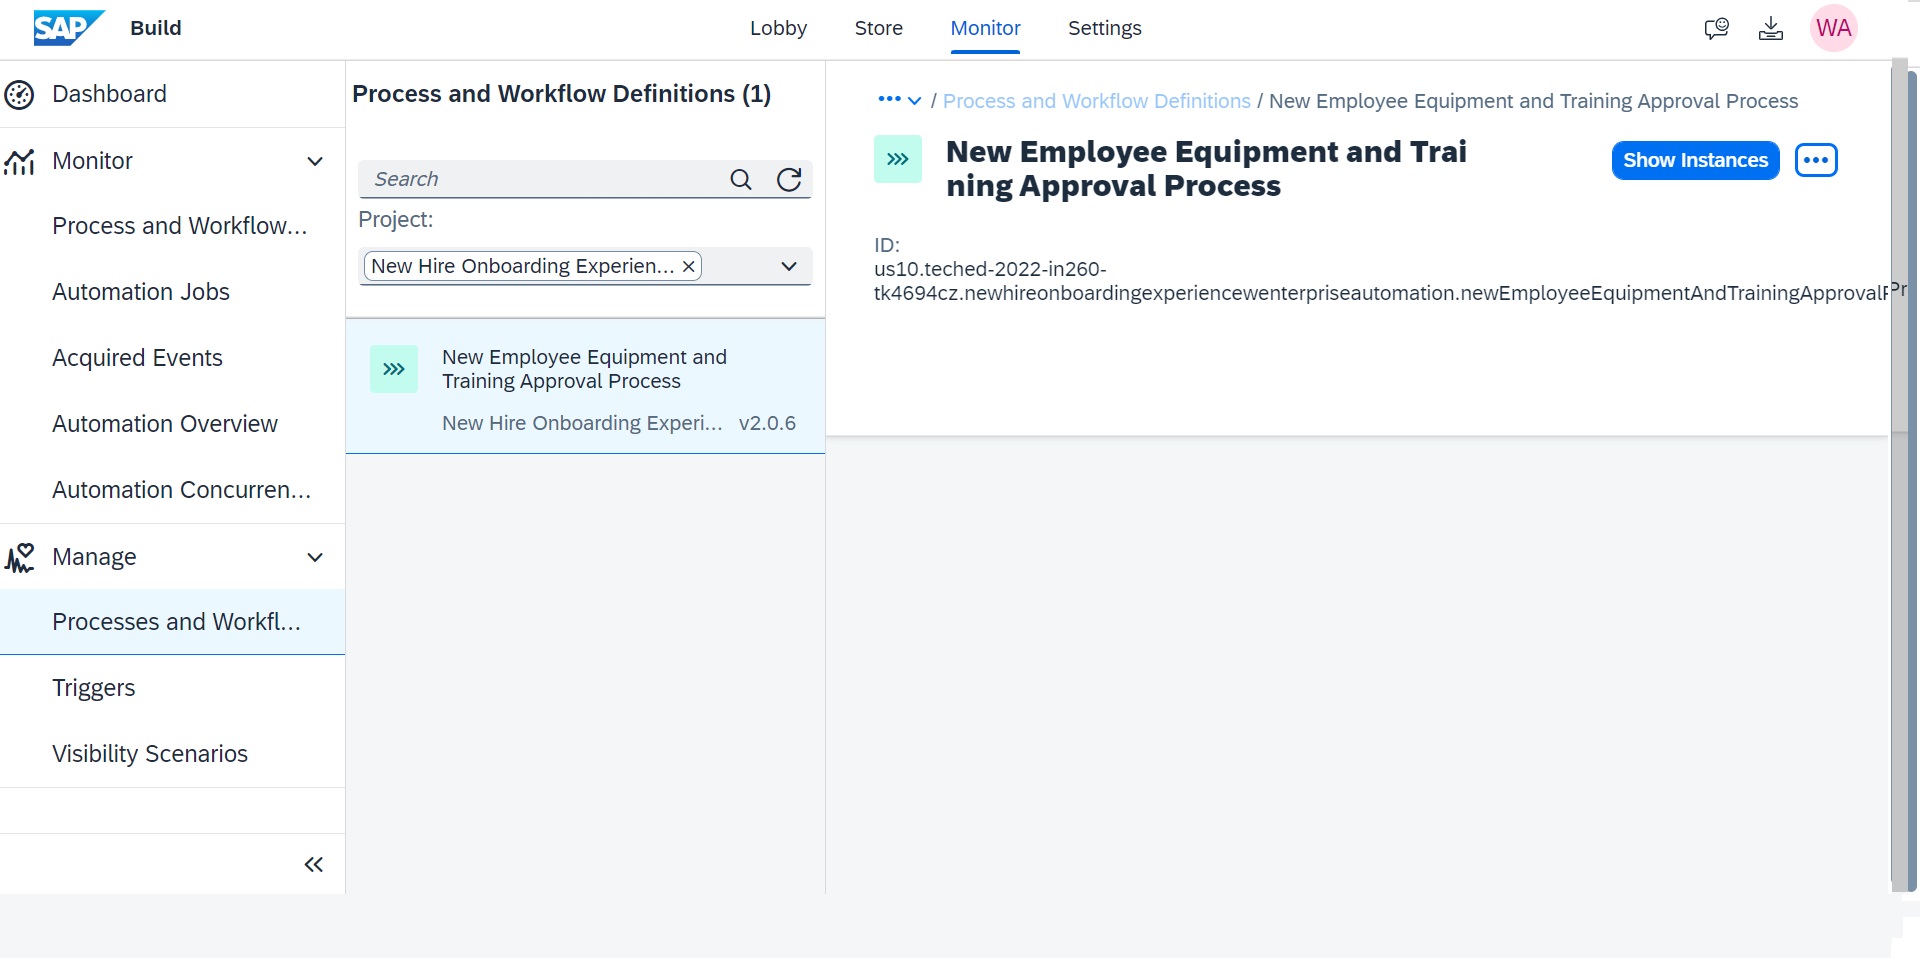 SAP Build
Lobby Store Monitor Settings
WA
Dashboard
Monitor
Process and Workflow...
Automation Jobs
Acquired Events
Automation Overview
Automation Concurren...
Manage
Processes and Workfl...
Triggers
Visibility Scenarios
Process and Workflow Definitions (1)
Search
Project:
New Hire Onboarding Experien...
New Employee Equipment and
Training Approval Process
New Hire Onboarding Experi... v2.0.6
/ Process and Workflow Definitions / New Employee Equipment and Training Approval Process
New Employee Equipment and Trai
ning Approval Process
Show Instances
ID:
us10.teched-2022-in260-
tk4694cz.newhireonboardingexperiencewenterpriseautomation.newEmployeeEquipmentAndTrainingApprovalPr